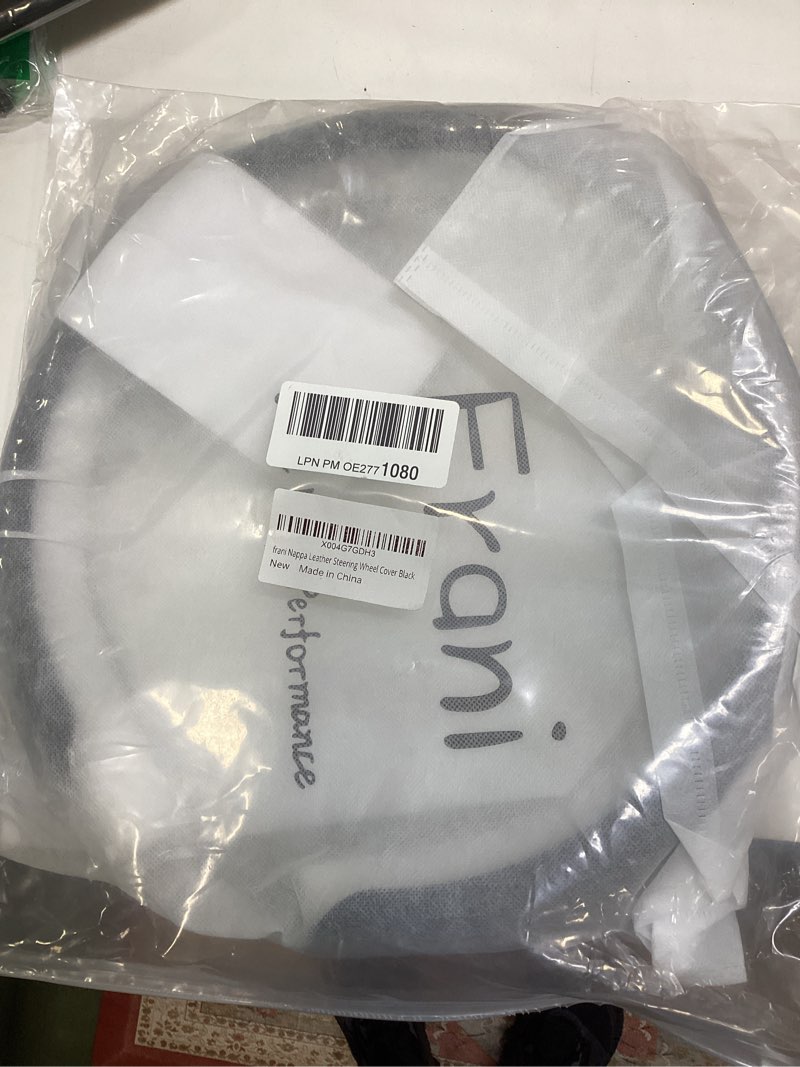 LPN PM OE2771080
X004G7GDH3
frani Nappa Leather Steering Wheel Cover Black
New Made in China
Erani
Performance